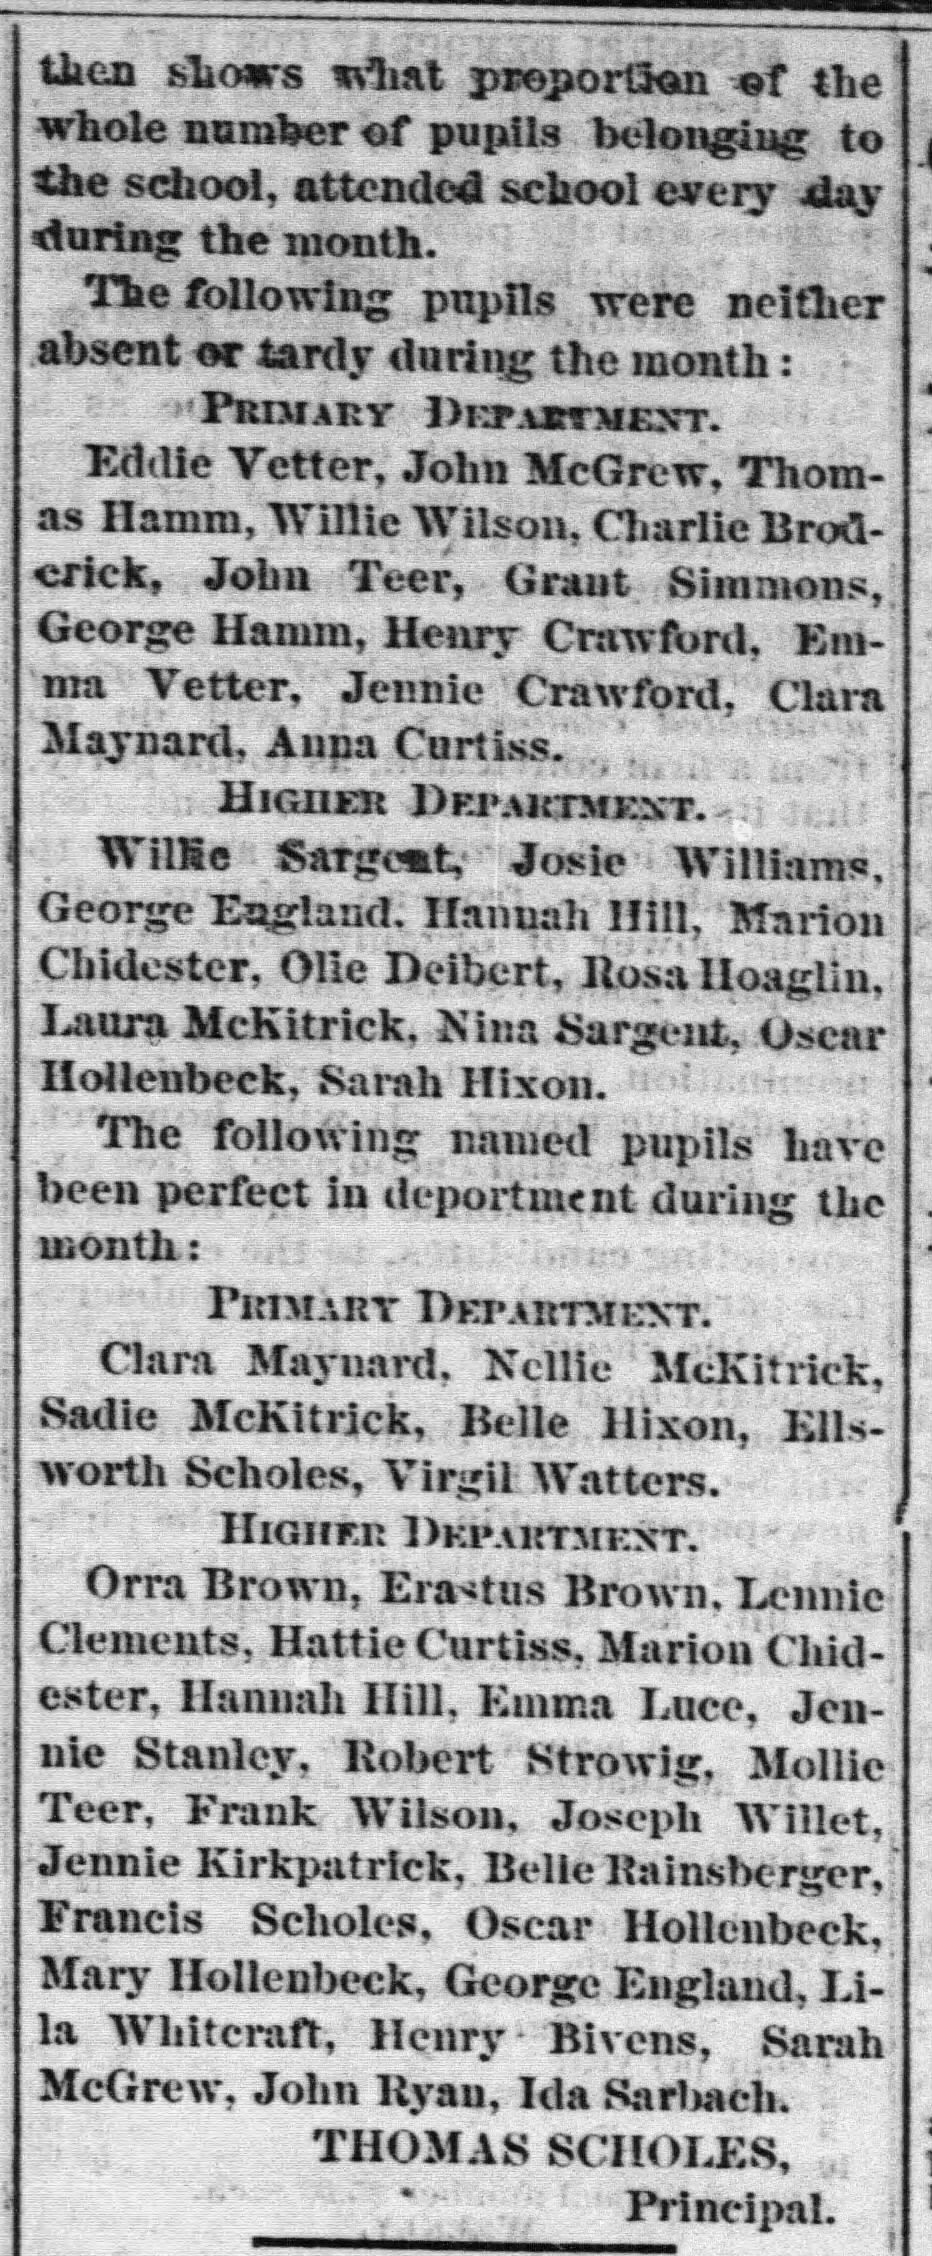 then shows what proportion of the
whole number of pupils belonging to
the school, attended school every day
during the month.
The following pupils were neither
absent or tardy during the month:
PRIMARY DEPARTMENT.
Eddie Vetter, John McGrew, Thom-
as Hamm, Willie Wilson, Charlie Brod-
erick, John Teer, Grant Simmons,
George Hamm, Henry Crawford, Em-
ma Vetter, Jennie Crawford, Clara
Maynard, Anna Curtiss.
HIGHER DEPARTMENT.
Willie Sargent, Josie Williams,
George England. Hannah Hill, Marion
Chidester, Olie Deibert, Rosa Hoaglin,
Laura McKitrick, Nina Sargent, Oscar
Hollenbeck, Sarah Hixon.
The following named pupils have
been perfect in deportment during the
month:
PRIMARY DEPARTMENT.
Clara Maynard, Nellie McKitrick,
Sadie McKitrick, Belle Hixon, Ells-
worth Scholes, Virgil Watters.
HIGHER DEPARTMENT.
Orra Brown, Erastus Brown, Lennie
Clements, Hattie Curtiss, Marion Chid-
ester, Hannah Hill, Emma Luce, Jen-
nie Stanley, Robert Strowig, Mollie
Teer, Frank Wilson, Joseph Willet,
Jennie Kirkpatrick, Belle Rainsberger,
Francis Scholes, Oscar Hollenbeck,
Mary Hollenbeck, George England, Li-
la Whitcraft, Henry Bivens, Sarah
McGrew, John Ryan, Ida Sarbach.
THOMAS SCHOLES,
Principal.